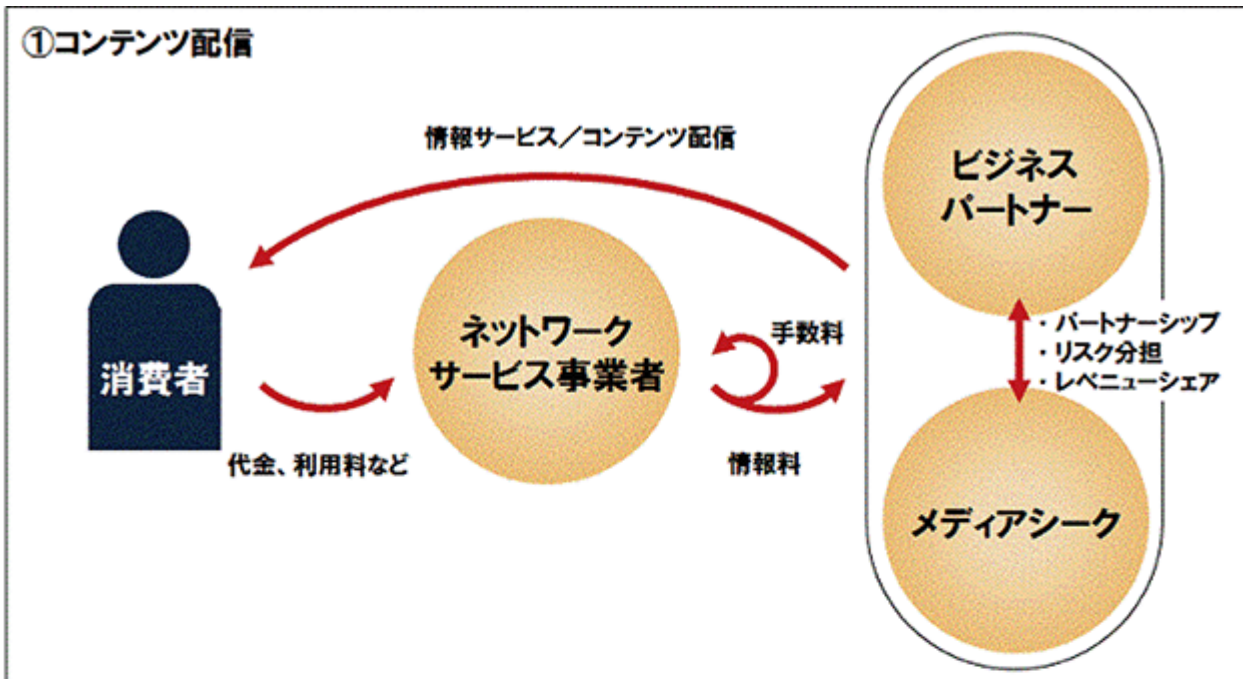 ①コンテンツ配信
情報サービス／コンテンツ配信
ビジネス
パートナー
消費者
ネットワーク
サービス事業者
手数料
・パートナーシップ
・リスク分担
・レベニューシェア
代金、利用料など
情報料
メディアシーク